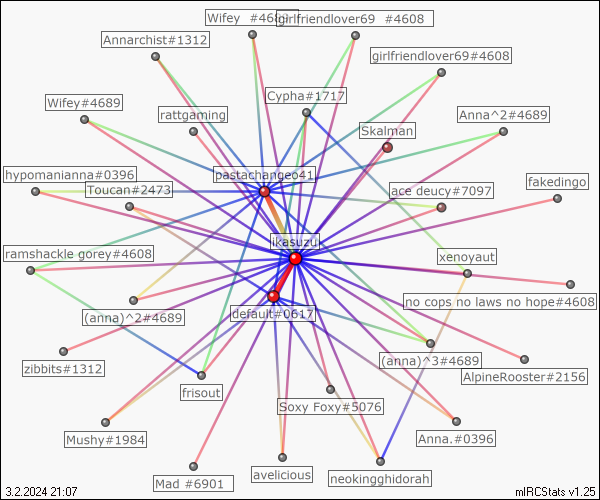 Wifey #4689
girlfriendlover69 #4608
Annarchist#1312
girlfriendlover69#4608
Cypha#1717
Wifey#4689
rattgaming
Anna^2#4689
Skalman
hypomanianna#0396
pastachangeo41
fakedingo
Toucan#2473
ace deucy#7097
ikasuzu
ramshackle gorey#4608
xenoyaut
no cops no laws no hope#4608
(anna)^2#4689
default#0617
(anna)^3#4689
zibbits#1312
AlpineRooster#2156
frisout
Soxy Foxy#5076
Mushy#1984
Anna.#0396
avelicious
neokingghidorah
Mad #6901
3.2.2024 21:07
mIRCStats v1.25